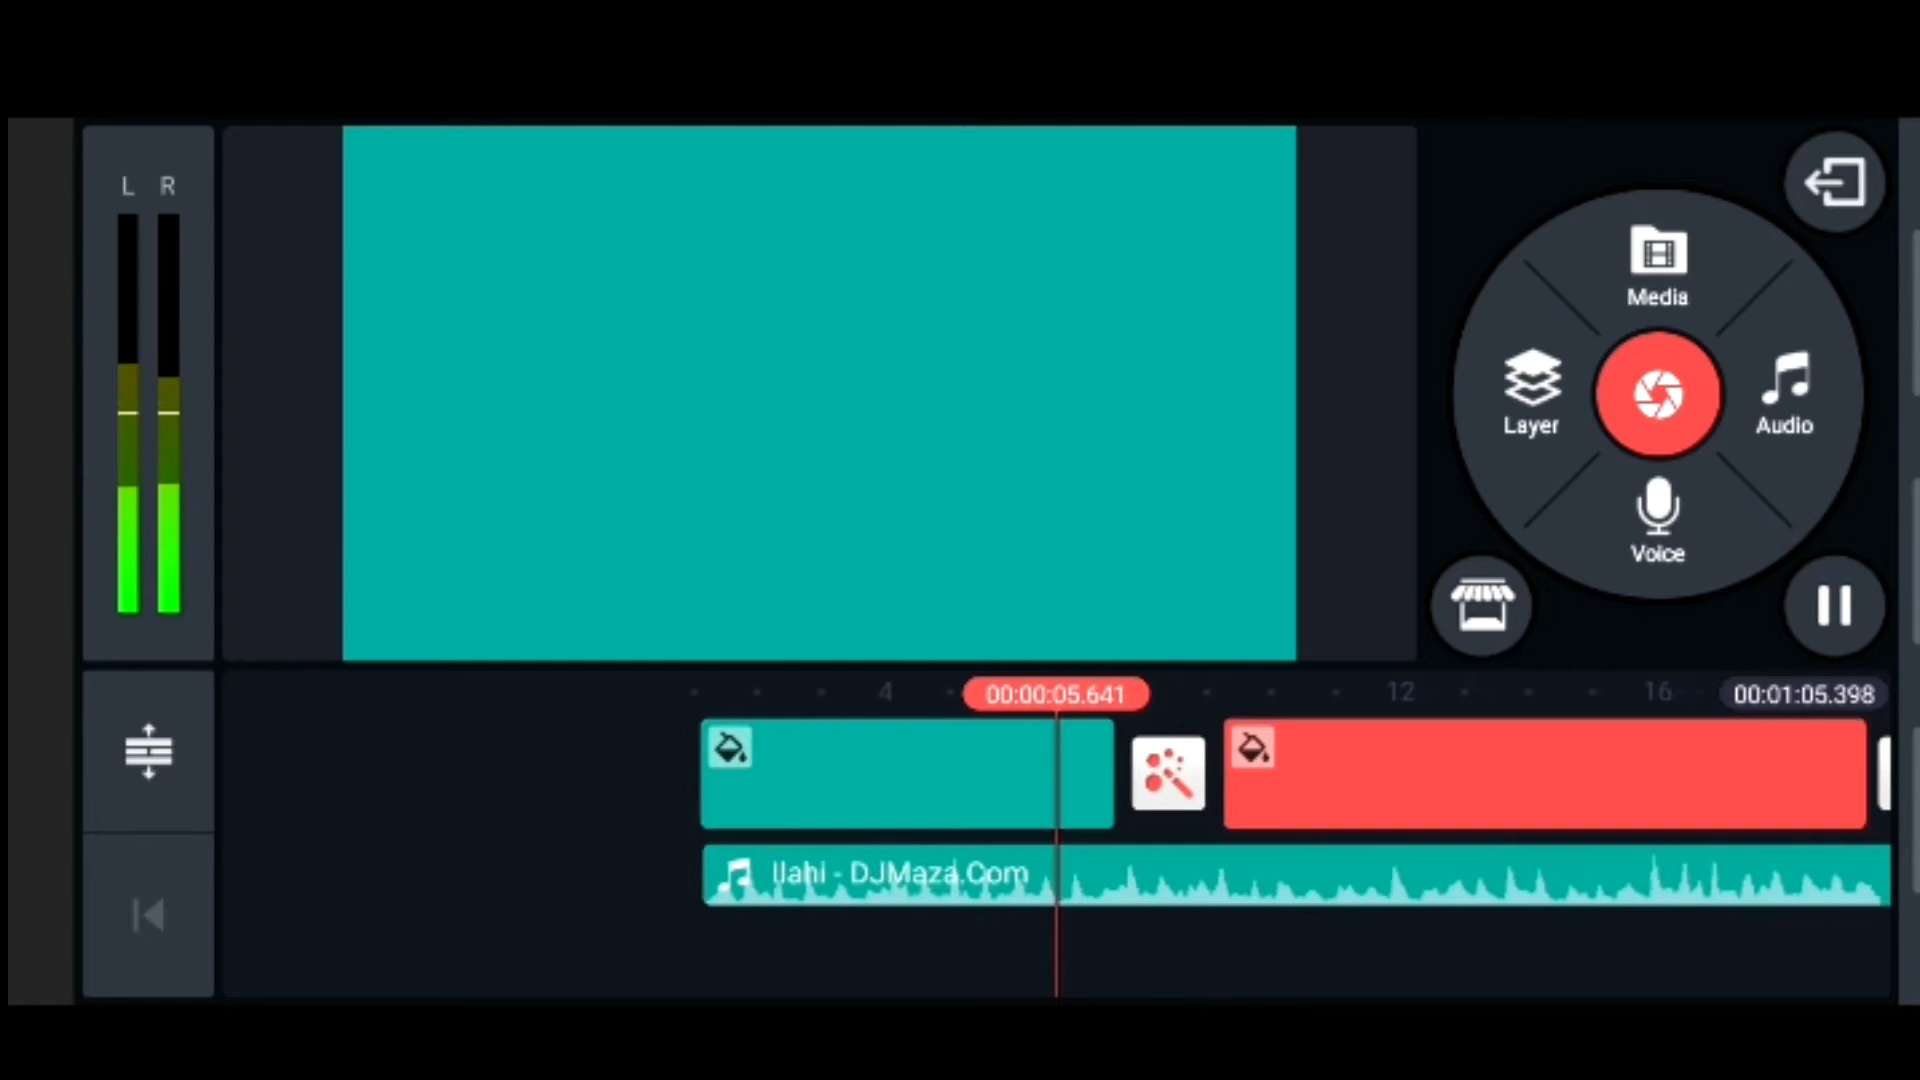 L R
Media
Layer
Audio
Voice
4 00:00:05.641 12 16 00:01:05.398
Ilahi - DJMaza.Com